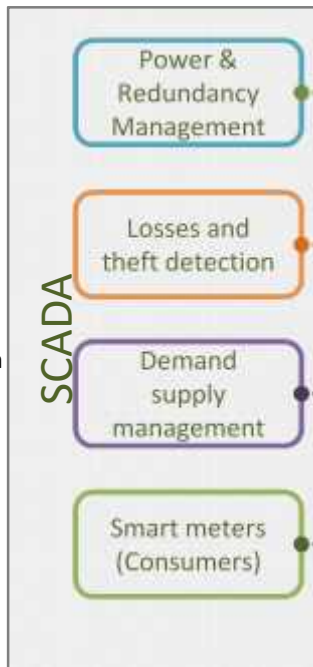 Power &
Redundancy
Management
Losses and
theft detection
SCADA
Demand
supply
management
Smart meters
(Consumers)